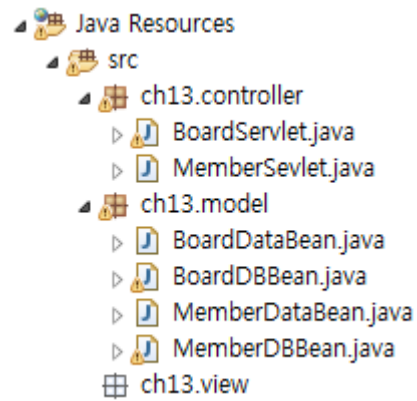 Java Resources
src
ch13.controller
BoardServlet.java
MemberSevlet.java
ch13.model
BoardDataBean.java
BoardDBBean.java
MemberDataBean.java
MemberDBBean.java
ch13.view